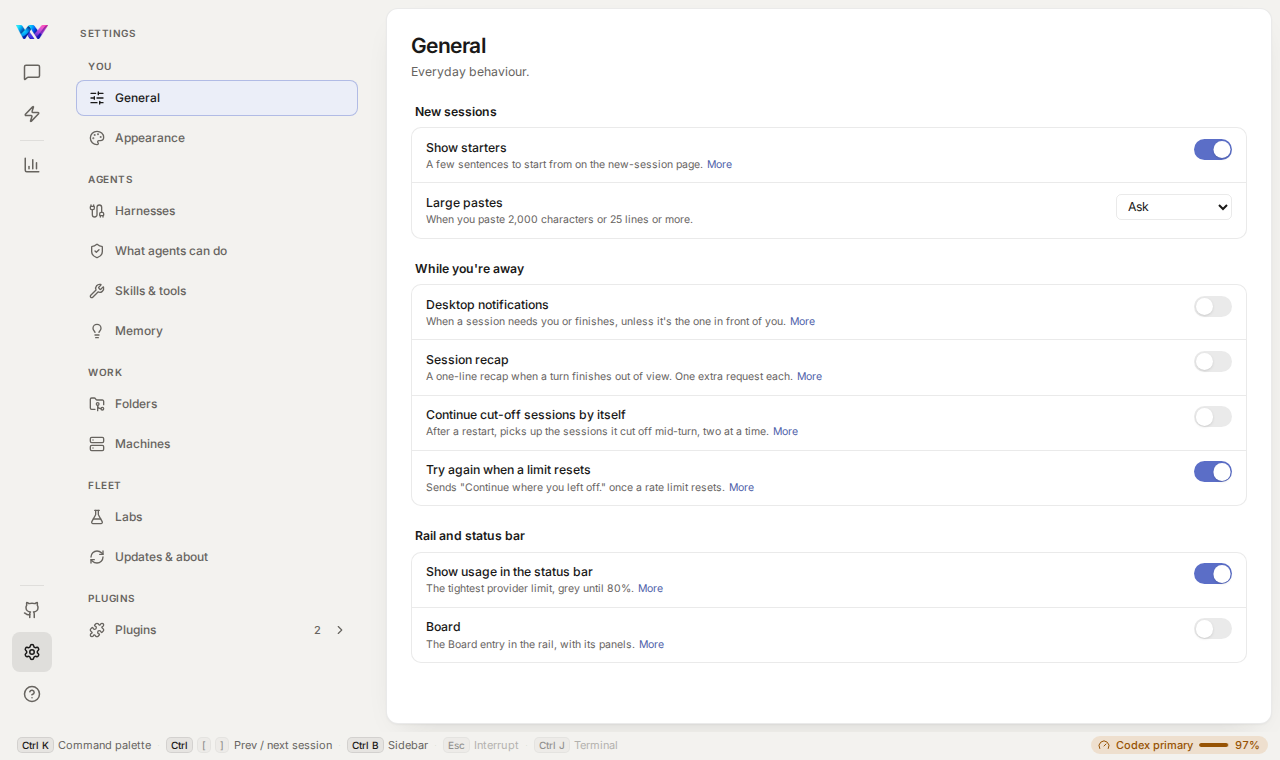 SETTINGS
YOU
General
Appearance
AGENTS
Harnesses
What agents can do
Skills & tools
Memory
WORK
Folders
Machines
FLEET
Labs
Updates & about
PLUGINS
Plugins 2
General
Everyday behaviour.
New sessions
Show starters
A few sentences to start from on the new-session page. More
Large pastes
When you paste 2,000 characters or 25 lines or more.
Ask
While you're away
Desktop notifications
When a session needs you or finishes, unless it's the one in front of you. More
Session recap
A one-line recap when a turn finishes out of view. One extra request each. More
Continue cut-off sessions by itself
After a restart, picks up the sessions it cut off mid-turn, two at a time. More
Try again when a limit resets
Sends "Continue where you left off." once a rate limit resets. More
Rail and status bar
Show usage in the status bar
The tightest provider limit, grey until 80%. More
Board
The Board entry in the rail, with its panels. More
Ctrl K Command palette Ctrl [ ] Prev / next session Ctrl B Sidebar Esc Interrupt Ctrl J Terminal Codex primary 97%